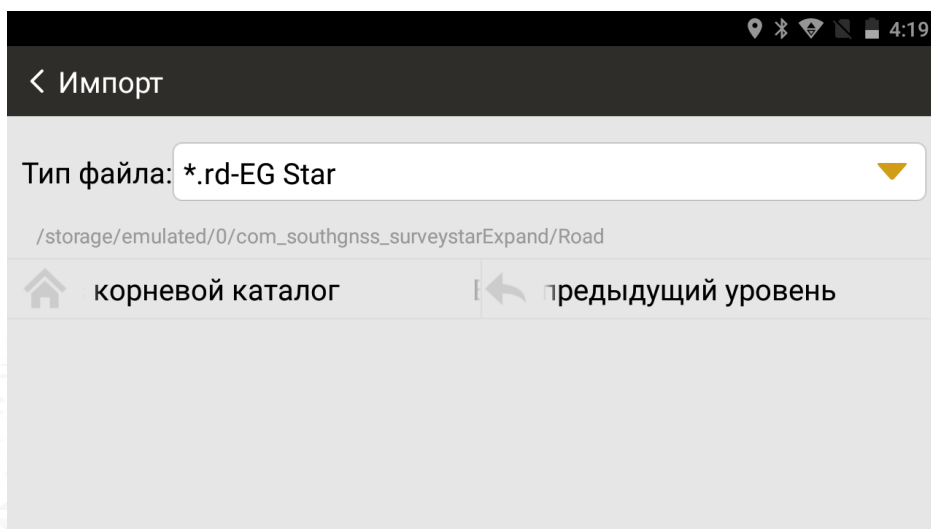 4:19
Импорт
Тип файла: *.rd-EG Star
/storage/emulated/0/com_southgnss_surveystarExpand/Road
корневой каталог предыдущий уровень